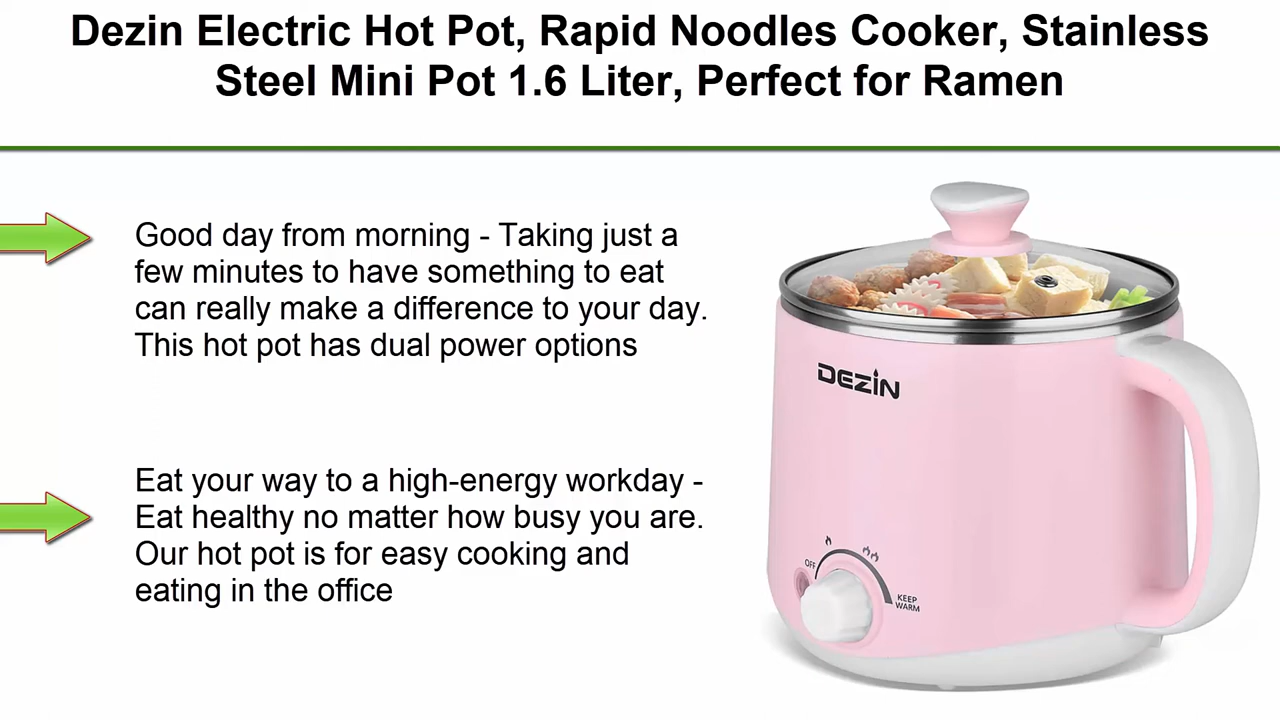 Dezin Electric Hot Pot, Rapid Noodles Cooker, Stainless
Steel Mini Pot 1.6 Liter, Perfect for Ramen
Good day from morning - Taking just a
few minutes to have something to eat
can really make a difference to your day.
This hot pot has dual power options
Eat your way to a high-energy workday -
Eat healthy no matter how busy you are.
Our hot pot is for easy cooking and
eating in the office
DEZIN
OFF
KEEP
WARM